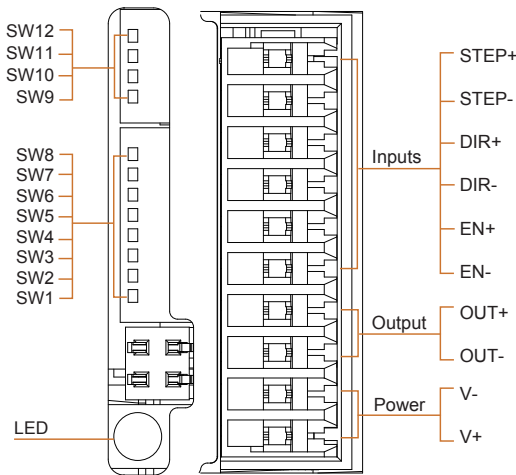 SW12
SW11
SW10
SW9
SW8
SW7
SW6
SW5
SW4
SW3
SW2
SW1
LED
Inputs
Output
Power
STEP+
STEP-
DIR+
DIR-
EN+
EN-
OUT+
OUT-
V-
V+